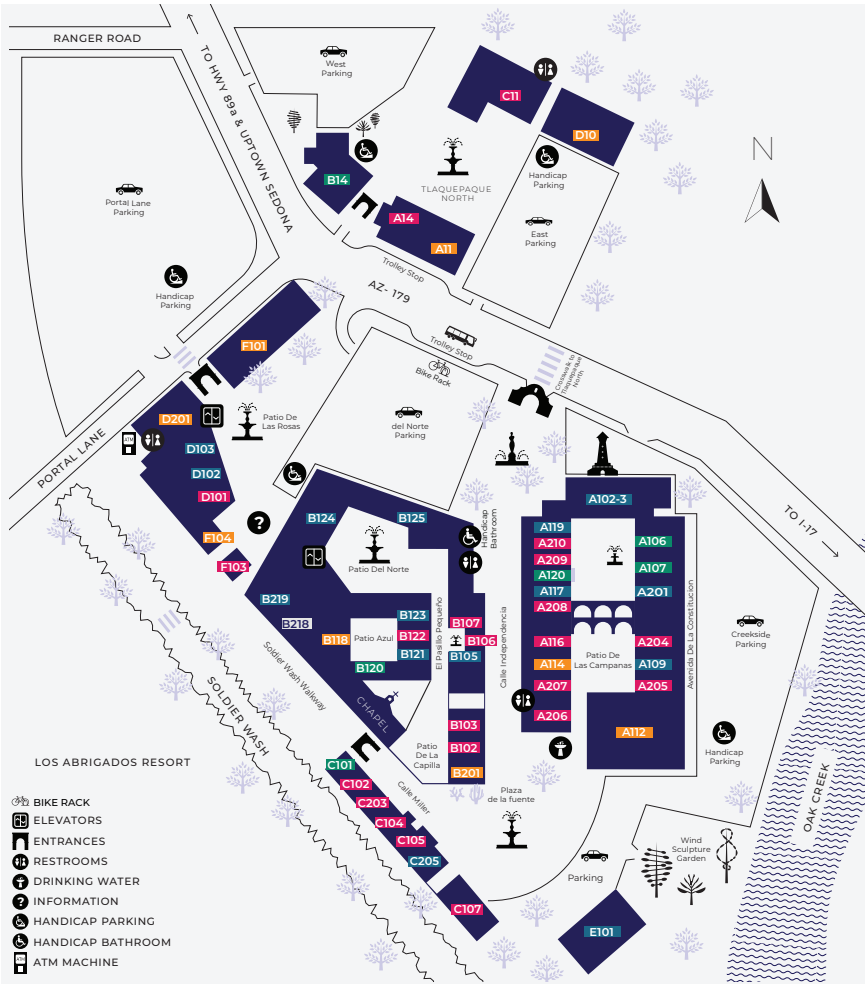 RANGER ROAD
TO HWY 89a & UPTOWN SEDONA
West
Parking
C11
D10
Handicap
Parking
N
B14
TLAQUEPAQUE
NORTH
Portal Lane
Parking
A14
A11
East
Parking
Trolley Stop
Handicap
Parking
AZ- 179
Trolley Stop
Crosswalk to
Tlaquepaque
North
F101
Bike Rack
D201
Patio De
Las Rosas
del Norte
Parking
ATM
PORTAL LANE
D103
D102
D101
F104
F103
B124
B125
Handicap
Bathroom
Patio Del Norte
A102-3
TO I-17
A119
A210
A209
A120
A117
A208
A106
A107
A201
B219
B218
B118
Patio Azul
B123
B122
B121
B120
El Pasillo Pequeño
B107
B106
B105
Calle Independencia
A116
A114
A207
A206
Patio De
Las Campanas
A204
A109
A205
Avenida De La Constitucion
Creekside
Parking
Soldier Wash Walkway
SOLDIER WASH
CHAPEL
B103
B102
B201
Patio
De La
Capilla
A112
Handicap
Parking
LOS ABRIGADOS RESORT
C101
C102
C203
C104
C105
C205
C107
Calle Miller
Plaza
de la fuente
OAK CREEK
Wind
Sculpture
Garden
Parking
E101
BIKE RACK
ELEVATORS
ENTRANCES
RESTROOMS
DRINKING WATER
?
INFORMATION
HANDICAP PARKING
HANDICAP BATHROOM
ATM
ATM MACHINE